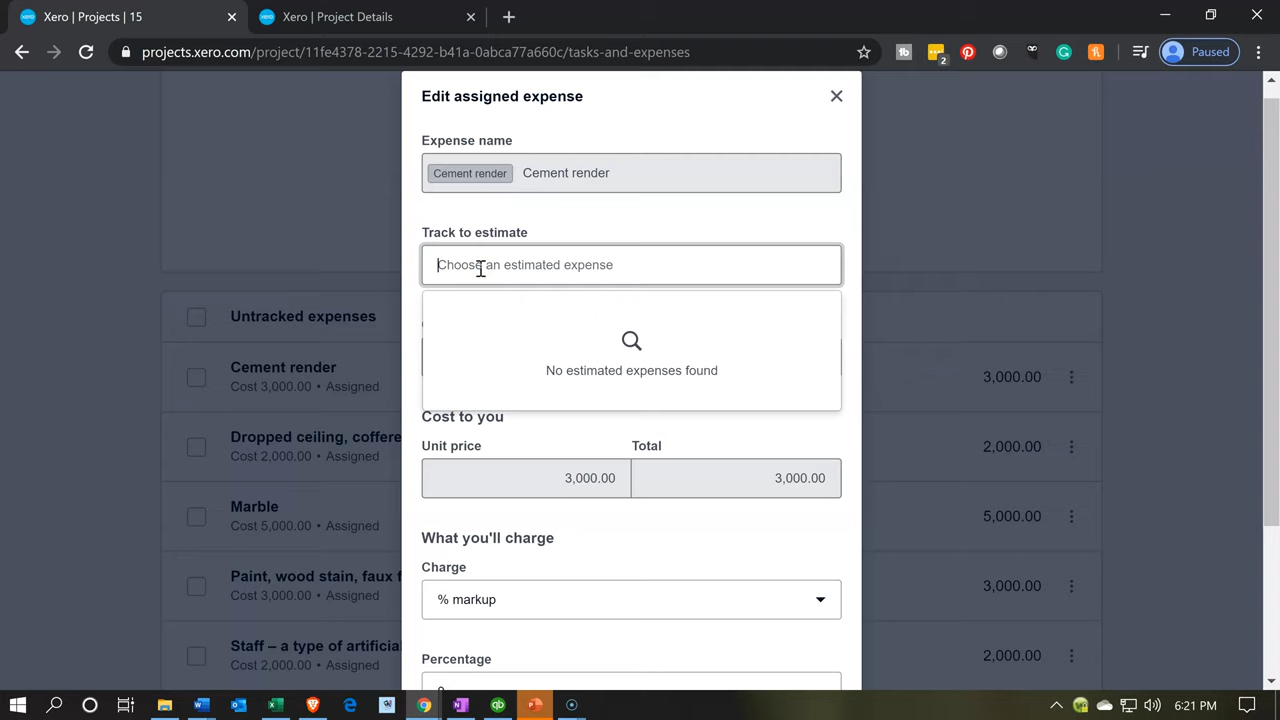 Xero | Projects | 15
Xero | Project Details
projects.xero.com/project/11fe4378-2215-4292-b41a-0abca77a660c/tasks-and-expenses
2
Paused
Edit assigned expense
Expense name
Cement render Cement render
Track to estimate
Choose an estimated expense
No estimated expenses found
Cost to you
Unit price Total
3,000.00 3,000.00
What you'll charge
Charge
% markup
Percentage
Untracked expenses
Cement render 3,000.00
Cost 3,000.00 • Assigned
Dropped ceiling, coffere 2,000.00
Cost 2,000.00 • Assigned
Marble 5,000.00
Cost 5,000.00 • Assigned
Paint, wood stain, faux f 3,000.00
Cost 3,000.00 • Assigned
Staff – a type of artificia 2,000.00
Cost 2,000.00 • Assigned
6:21 PM